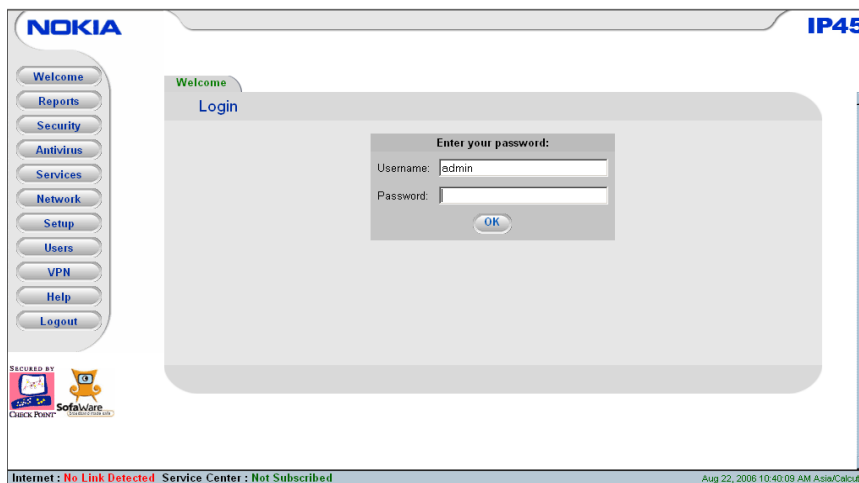 NOKIA
IP45
Welcome
Reports
Security
Antivirus
Services
Network
Setup
Users
VPN
Help
Logout
Welcome
Login
Enter your password:
Username: admin
Password:
OK
SECURED BY
CHECK POINT
SofaWare
Internet : No Link Detected Service Center : Not Subscribed
Aug 22, 2006 10:40:09 AM Asia/Calcut